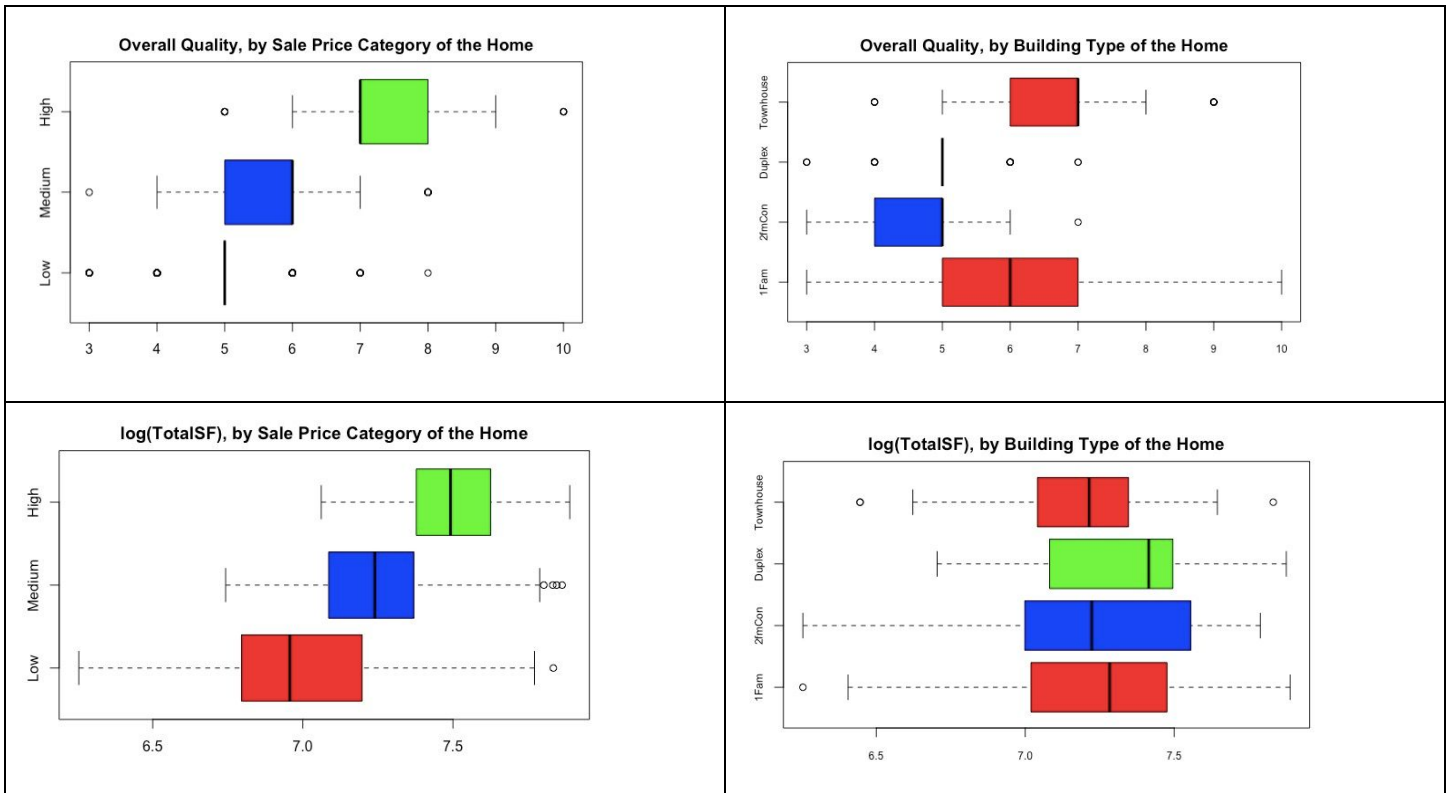 Overall Quality, by Sale Price Category of the Home
High
Medium
Low
3 4 5 6 7 8 9 10
Overall Quality, by Building Type of the Home
Townhouse
Duplex
2fmCon
1Fam
3 4 5 6 7 8 9 10
log(TotalSF), by Sale Price Category of the Home
High
Medium
Low
6.5 7.0 7.5
log(TotalSF), by Building Type of the Home
Townhouse
Duplex
2fmCon
1Fam
6.5 7.0 7.5